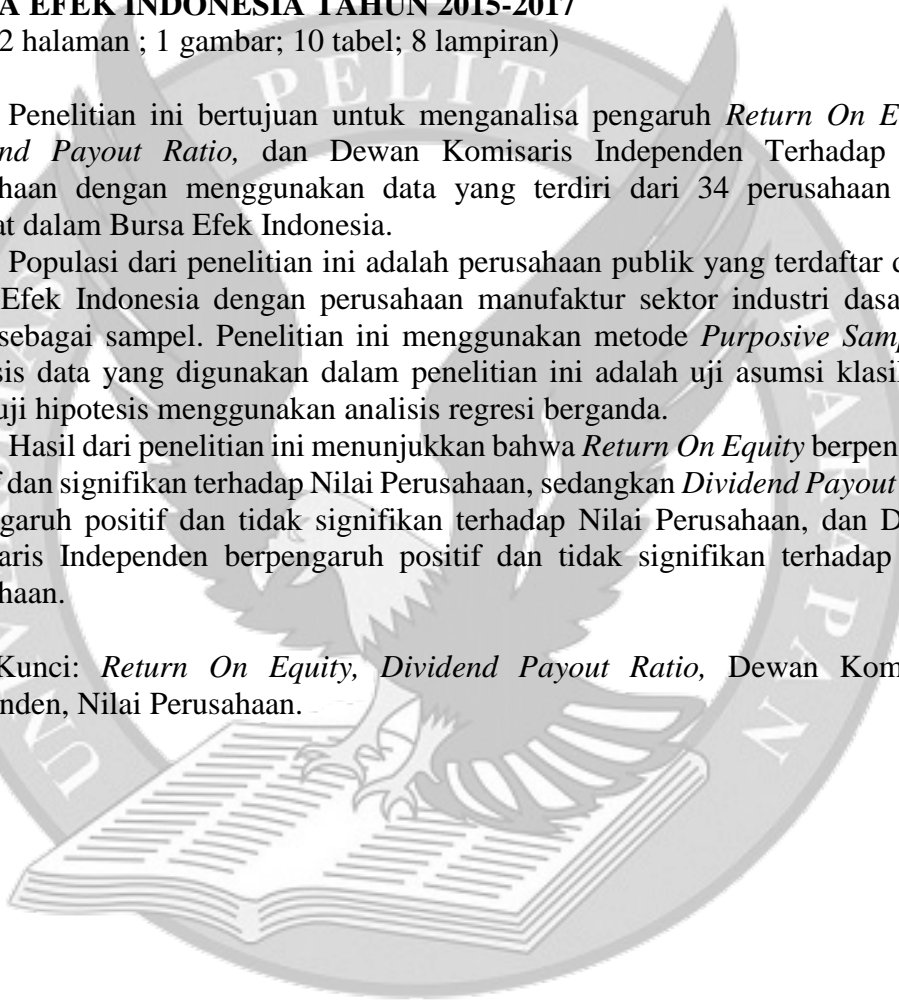 A EFEK INDONESIA TAHUN 2015-2017
2 halaman ; 1 gambar; 10 tabel; 8 lampiran)
Penelitian ini bertujuan untuk menganalisa pengaruh Return On E
nd Payout Ratio, dan Dewan Komisaris Independen Terhadap
haan dengan menggunakan data yang terdiri dari 34 perusahaan
at dalam Bursa Efek Indonesia.
Populasi dari penelitian ini adalah perusahaan publik yang terdaftar d
Efek Indonesia dengan perusahaan manufaktur sektor industri dasa
sebagai sampel. Penelitian ini menggunakan metode Purposive Samp
sis data yang digunakan dalam penelitian ini adalah uji asumsi klasik
uji hipotesis menggunakan analisis regresi berganda.
Hasil dari penelitian ini menunjukkan bahwa Return On Equity berpen
f dan signifikan terhadap Nilai Perusahaan, sedangkan Dividend Payout
garuh positif dan tidak signifikan terhadap Nilai Perusahaan, dan D
aris Independen berpengaruh positif dan tidak signifikan terhadap
haan.
Kunci: Return On Equity, Dividend Payout Ratio, Dewan Kom
nden, Nilai Perusahaan.
PELITA
HARAPAN
UN